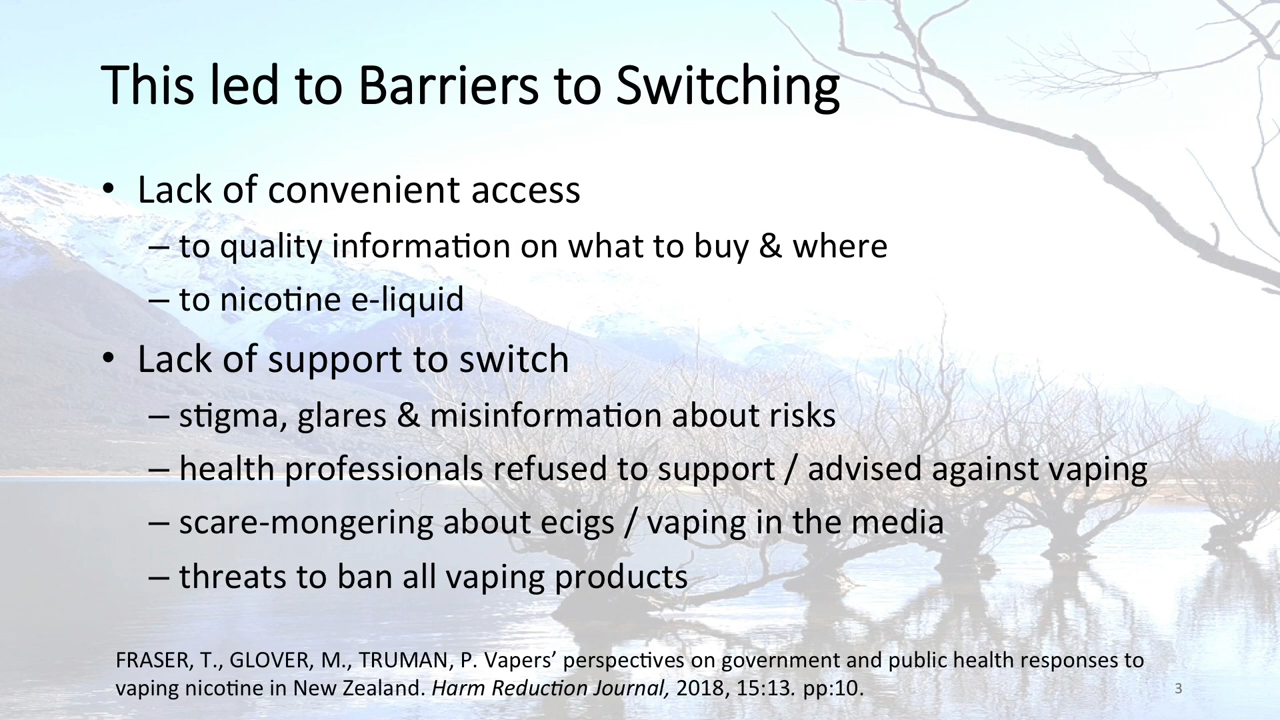 This led to Barriers to Switching
• Lack of convenient access
– to quality information on what to buy & where
– to nicotine e-liquid
• Lack of support to switch
– stigma, glares & misinformation about risks
– health professionals refused to support / advised against vaping
– scare-mongering about ecigs / vaping in the media
– threats to ban all vaping products
FRASER, T., GLOVER, M., TRUMAN, P. Vapers’ perspectives on government and public health responses to
vaping nicotine in New Zealand. Harm Reduction Journal, 2018, 15:13. pp:10.
3